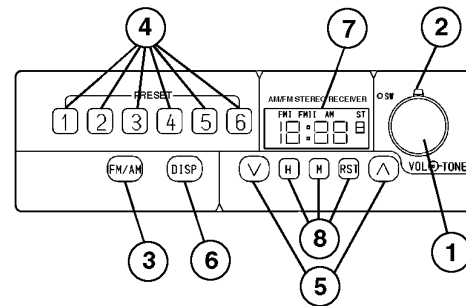 4 7 2
PRESET
1 2 3 4 5 6
AM/FM STEREO RECEIVER
SW
FMI FMII AM ST
18:88 8
VOL TONE
FM/AM DISP H M RST
3 6 8 5 1